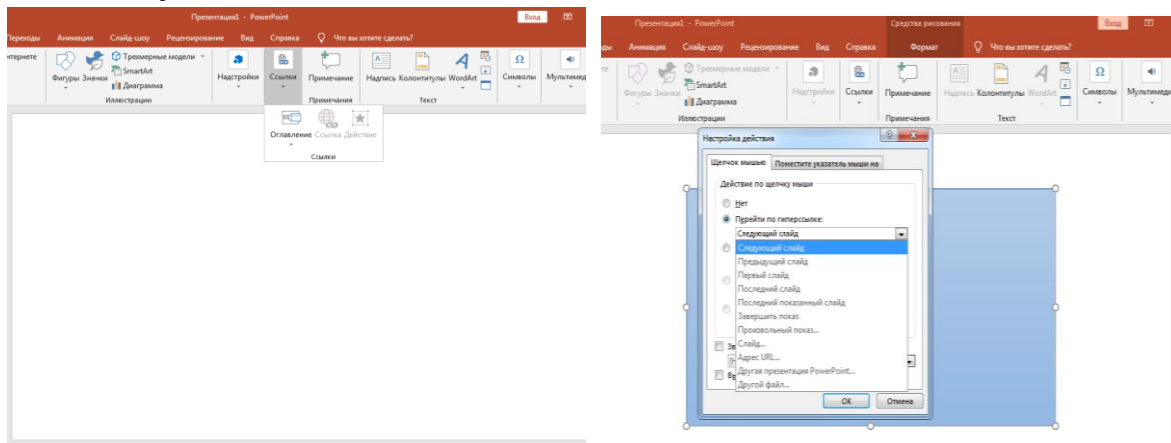 Презентация1 - PowerPoint
Вход
Переходы Анимация Слайд-шоу Рецензирование Вид Справка Что вы хотите сделать?
Фигуры Значки
Трехмерные модели
SmartArt
Диаграмма
Надстройки
Ссылки
Примечание
Надпись Колонтитулы WordArt
Символы
Иллюстрации
Примечания
Текст
Оглавление Ссылка Действие
Ссылки
Презентация1 - PowerPoint
Средства рисования
Вход
Анимация Слайд-шоу Рецензирование Вид Справка Формат Что вы хотите сделать?
Фигуры Значки
Трехмерные модели
SmartArt
Диаграмма
Надстройки
Ссылки
Примечание
Надпись Колонтитулы WordArt
Символы
Иллюстрации
Примечания
Текст
Настройка действия
Щелчок мышью
Поместите указатель мыши на
Действие по щелчку мыши
Нет
Перейти по гиперссылке:
Следующий слайд
Следующий слайд
Предыдущий слайд
Первый слайд
Последний слайд
Последний показанный слайд
Завершить показ
Произвольный показ...
Слайд...
Адрес URL...
Другая презентация PowerPoint...
Другой файл...
ОК
Отмена